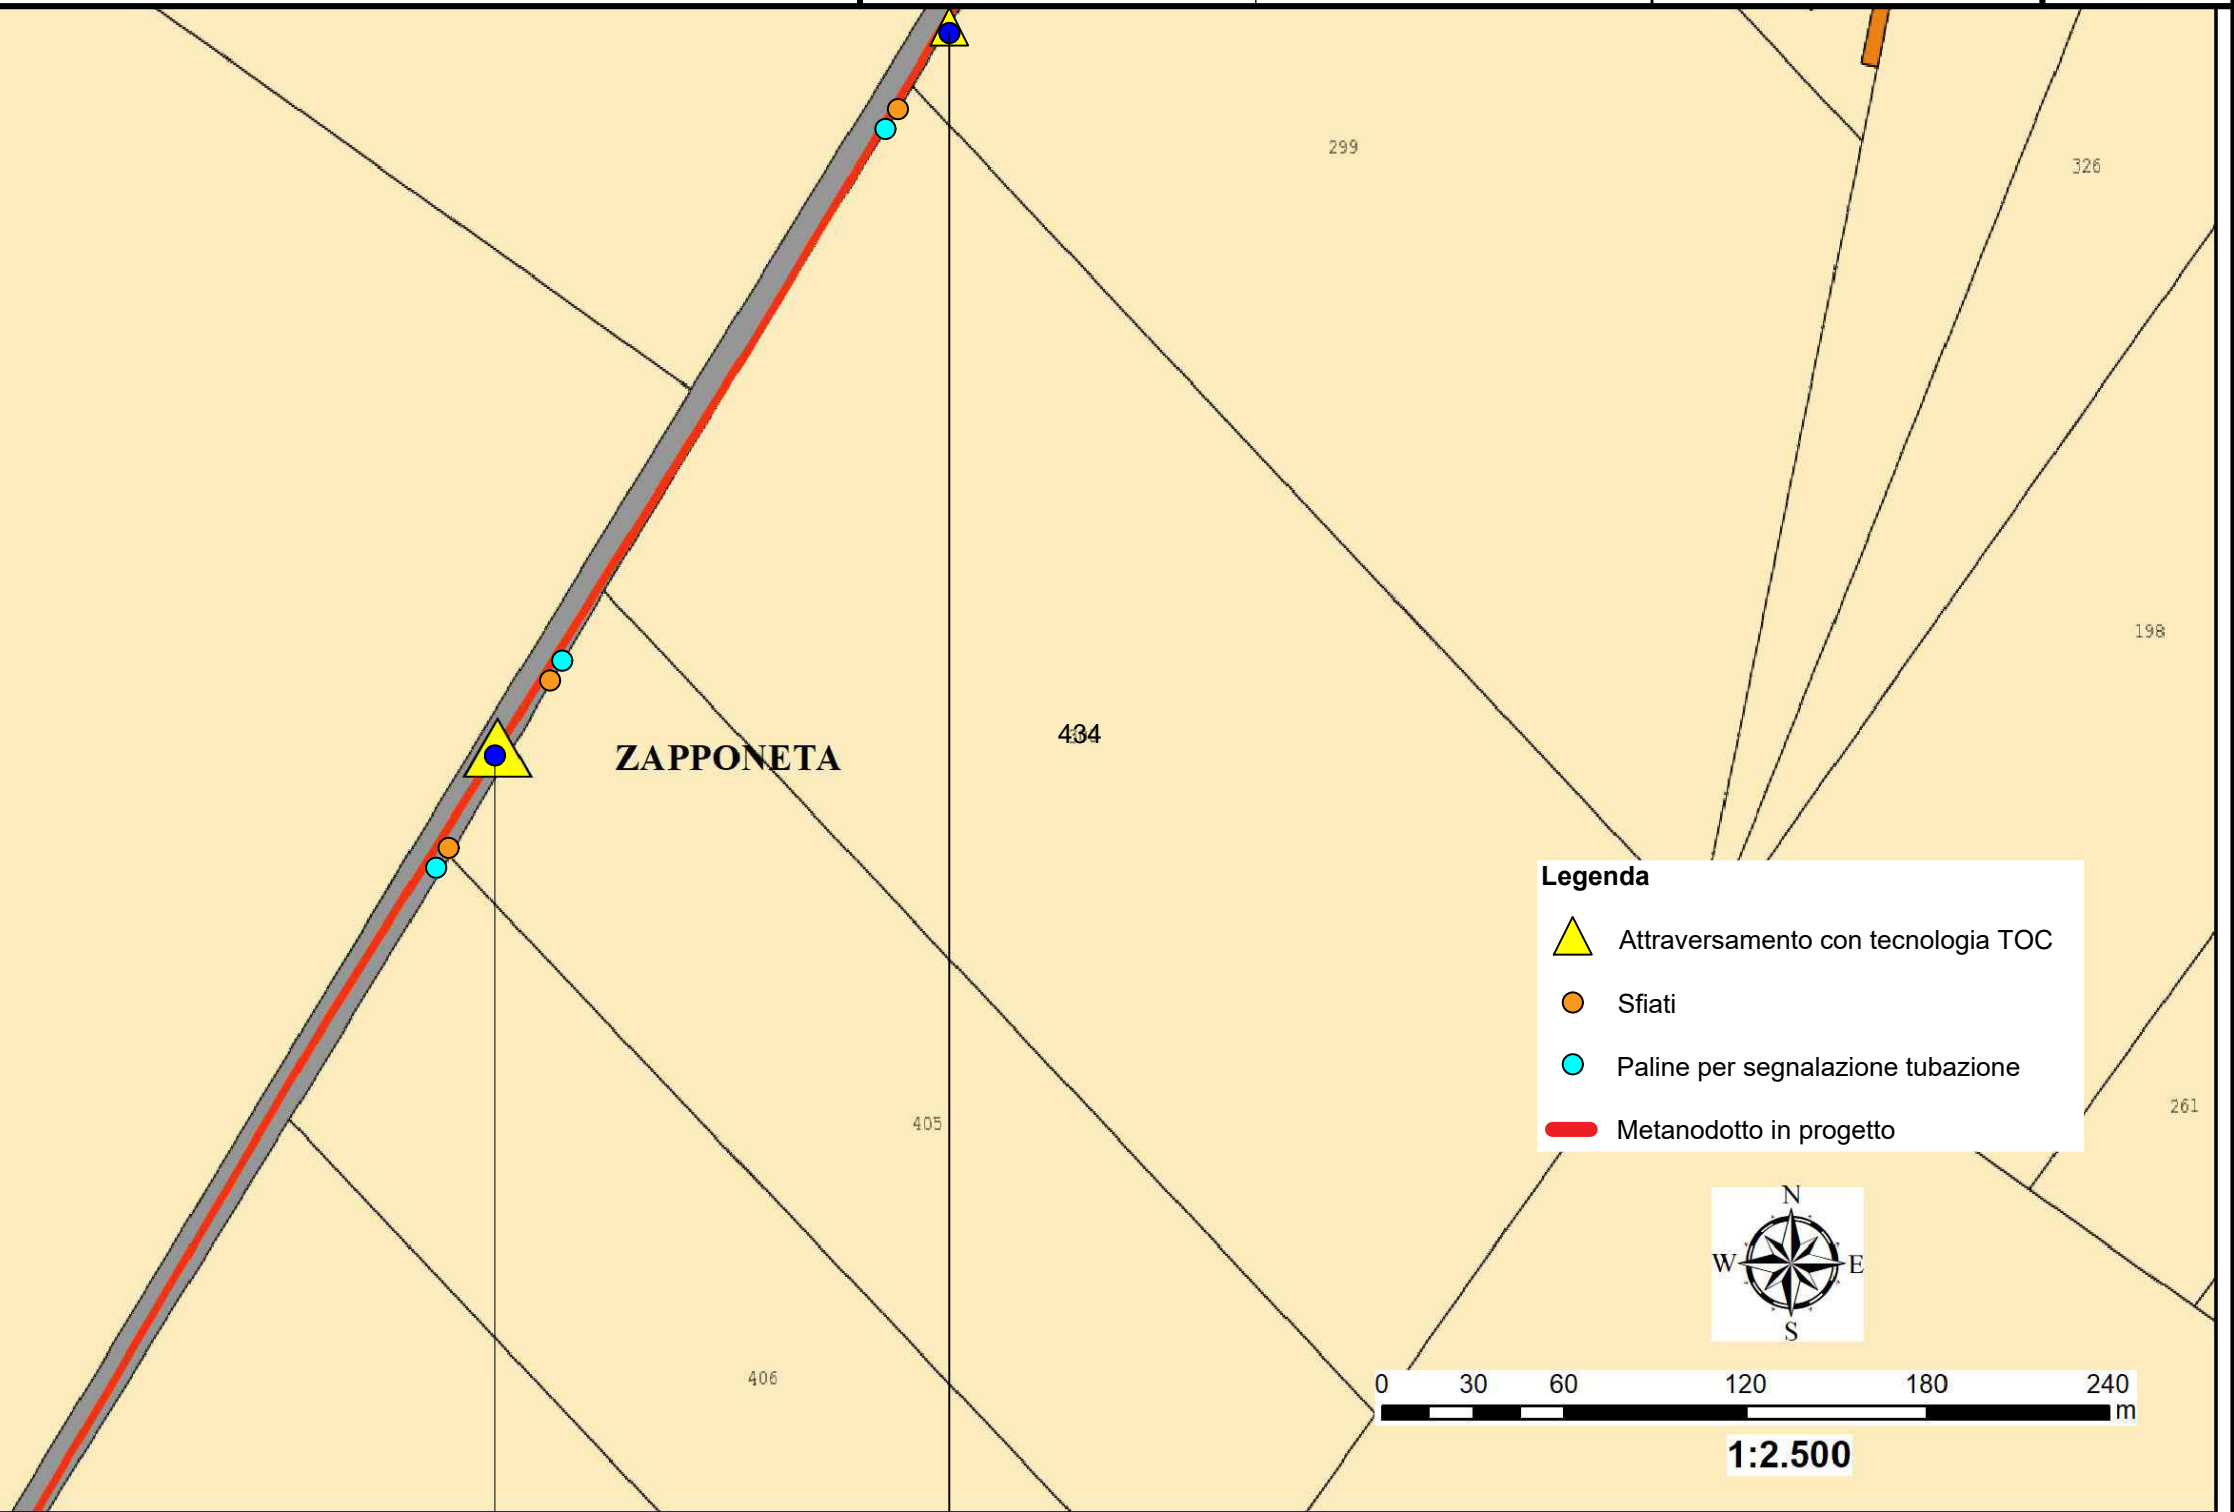 299
326
198
434
ZAPPONETA
Legenda
Attraversamento con tecnologia TOC
Sfiati
Paline per segnalazione tubazione
Metanodotto in progetto
261
405
N
W E
S
406
0 30 60 120 180 240
m
1:2.500